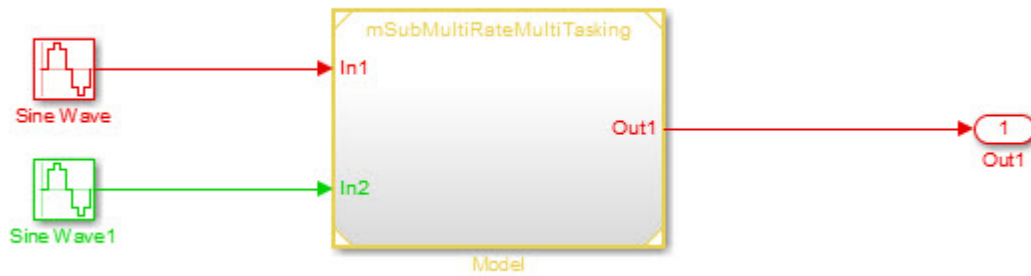 mSubMultiRateMultiTasking
In1
Sine Wave
Out1
1
Out1
In2
Sine Wave1
Model